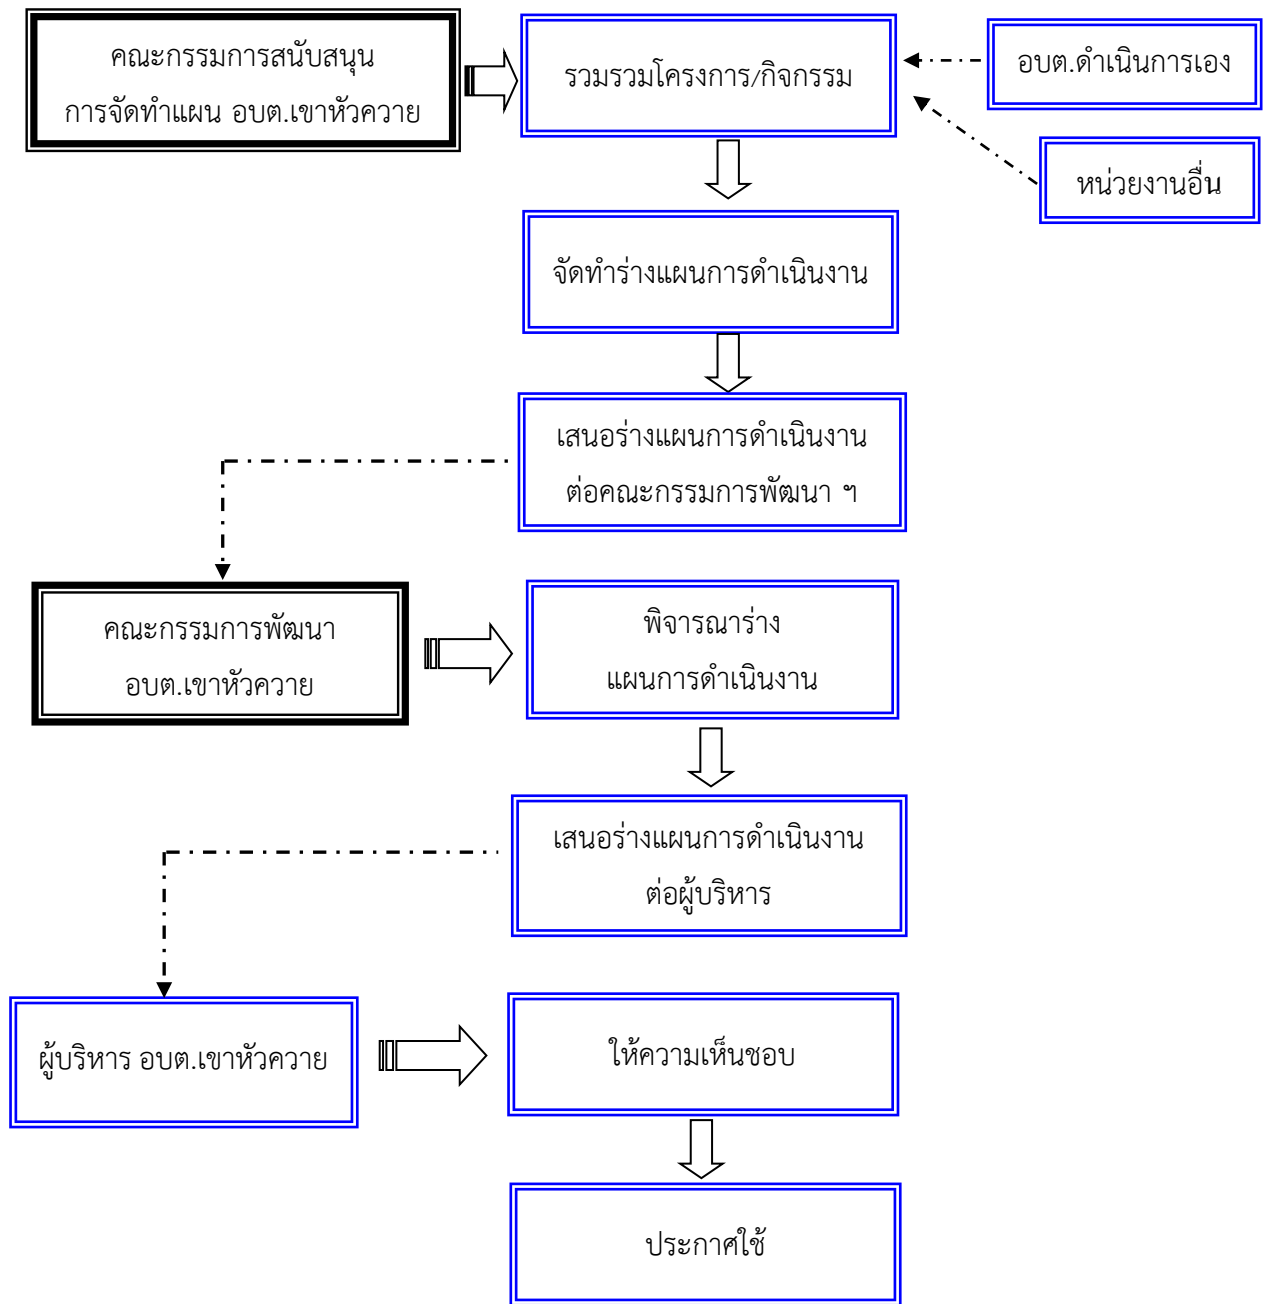 คณะกรรมการสนับสนุน
การจัดทำแผน อบต.เขาหัวควาย
รวมรวมโครงการ/กิจกรรม
อบต.ดำเนินการเอง
หน่วยงานอื่น
จัดทำร่างแผนการดำเนินงาน
เสนอร่างแผนการดำเนินงาน
ต่อคณะกรรมการพัฒนา ฯ
คณะกรรมการพัฒนา
อบต.เขาหัวควาย
พิจารณาร่าง
แผนการดำเนินงาน
เสนอร่างแผนการดำเนินงาน
ต่อผู้บริหาร
ผู้บริหาร อบต.เขาหัวควาย
ให้ความเห็นชอบ
ประกาศใช้